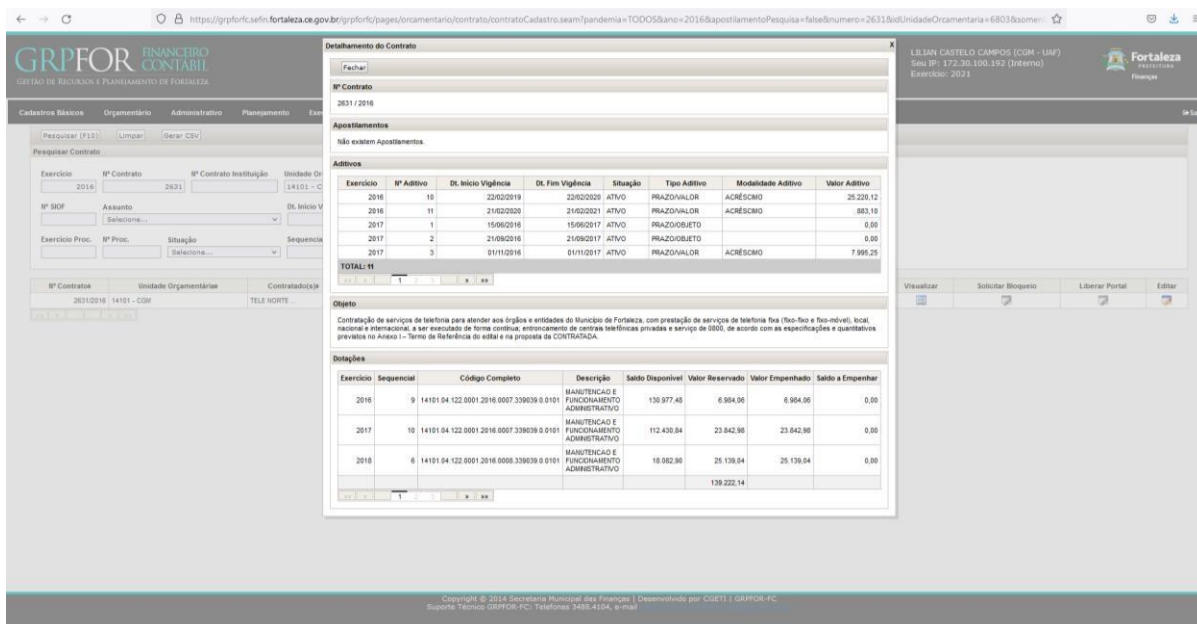 https://grpforfc.sefin.fortaleza.ce.gov.br/grpforfc/pages/orcamentario/contrato/contratoCadastro.seam?pandemia=TODOS&ano=2016&apostilamentoPesquisa=false&numero=2631&idUnidadeOrcamentaria=6803&somen
GRPFOR FINANCEIRO CONTÁBIL
GESTÃO DE RECURSOS E PLANEJAMENTO DE FORTALEZA
LILIAN CASTELO CAMPOS (CGM - UAF)
Seu IP: 172.30.100.192 (Interno)
Exercício: 2021
Fortaleza
PREFEITURA
Finanças
Cadastros Básicos Orçamentário Administrativo Planejamento Exe
Pesquisar (F10) Limpar Gerar CSV
Pesquisar Contrato
Exercício Nº Contrato Nº Contrato Instituição Unidade Or
2016 2631 14101 - C
Nº SIOF Assunto Dt. Início V
Selecione...
Exercício Proc. Nº Proc. Situação Sequencia
Selecione...
Nº Contratos Unidade Orçamentárias Contratado(s)
2631/2016 14101 - CGM TELE NORTE ...
Visualizar Solicitar Bloqueio Liberar Portal Editar
Detalhamento do Contrato X
Fechar
Nº Contrato
2631 / 2016
Apostilamentos
Não existem Apostilamentos.
Aditivos
Exercício Nº Aditivo Dt. Início Vigência Dt. Fim Vigência Situação Tipo Aditivo Modalidade Aditivo Valor Aditivo
2016 10 22/02/2019 22/02/2020 ATIVO PRAZO/VALOR ACRÉSCIMO 25.220,12
2016 11 21/02/2020 21/02/2021 ATIVO PRAZO/VALOR ACRÉSCIMO 883,10
2017 1 15/06/2016 15/06/2017 ATIVO PRAZO/OBJETO 0,00
2017 2 21/09/2016 21/09/2017 ATIVO PRAZO/OBJETO 0,00
2017 3 01/11/2016 01/11/2017 ATIVO PRAZO/VALOR ACRÉSCIMO 7.995,25
TOTAL: 11
1 2 3
Objeto
Contratação de serviços de telefonia para atender aos órgãos e entidades do Município de Fortaleza, com prestação de serviços de telefonia fixa (fixo-fixo e fixo-móvel), local,
nacional e internacional, a ser executado de forma contínua; entroncamento de centrais telefônicas privadas e serviço de 0800, de acordo com as especificações e quantitativos
previstos no Anexo I – Termo de Referência do edital e na proposta da CONTRATADA.
Dotações
Exercício Sequencial Código Completo Descrição Saldo Disponível Valor Reservado Valor Empenhado Saldo a Empenhar
2016 9 14101.04.122.0001.2016.0007.339039.0.0101 MANUTENCAO E FUNCIONAMENTO ADMINISTRATIVO 130.977,48 6.984,06 6.984,06 0,00
2017 10 14101.04.122.0001.2016.0007.339039.0.0101 MANUTENCAO E FUNCIONAMENTO ADMINISTRATIVO 112.430,84 23.842,98 23.842,98 0,00
2018 6 14101.04.122.0001.2016.0008.339039.0.0101 MANUTENCAO E FUNCIONAMENTO ADMINISTRATIVO 18.082,90 25.139,04 25.139,04 0,00
139.222,14
1 2 3
Copyright © 2014 Secretaria Municipal das Finanças | Desenvolvido por CGETI | GRPFOR-FC
Suporte Técnico GRPFOR-FC: Telefones 3488.4104, e-mail